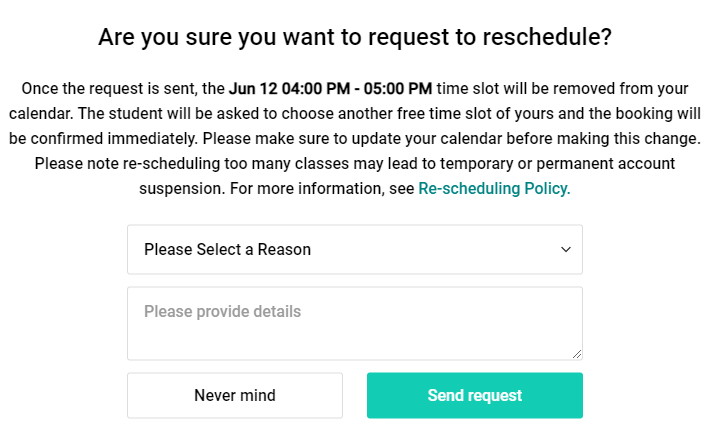 Are you sure you want to request to reschedule?
Once the request is sent, the Jun 12 04:00 PM - 05:00 PM time slot will be removed from your
calendar. The student will be asked to choose another free time slot of yours and the booking will
be confirmed immediately. Please make sure to update your calendar before making this change.
Please note re-scheduling too many classes may lead to temporary or permanent account
suspension. For more information, see Re-scheduling Policy.
Please Select a Reason
Please provide details
Never mind
Send request